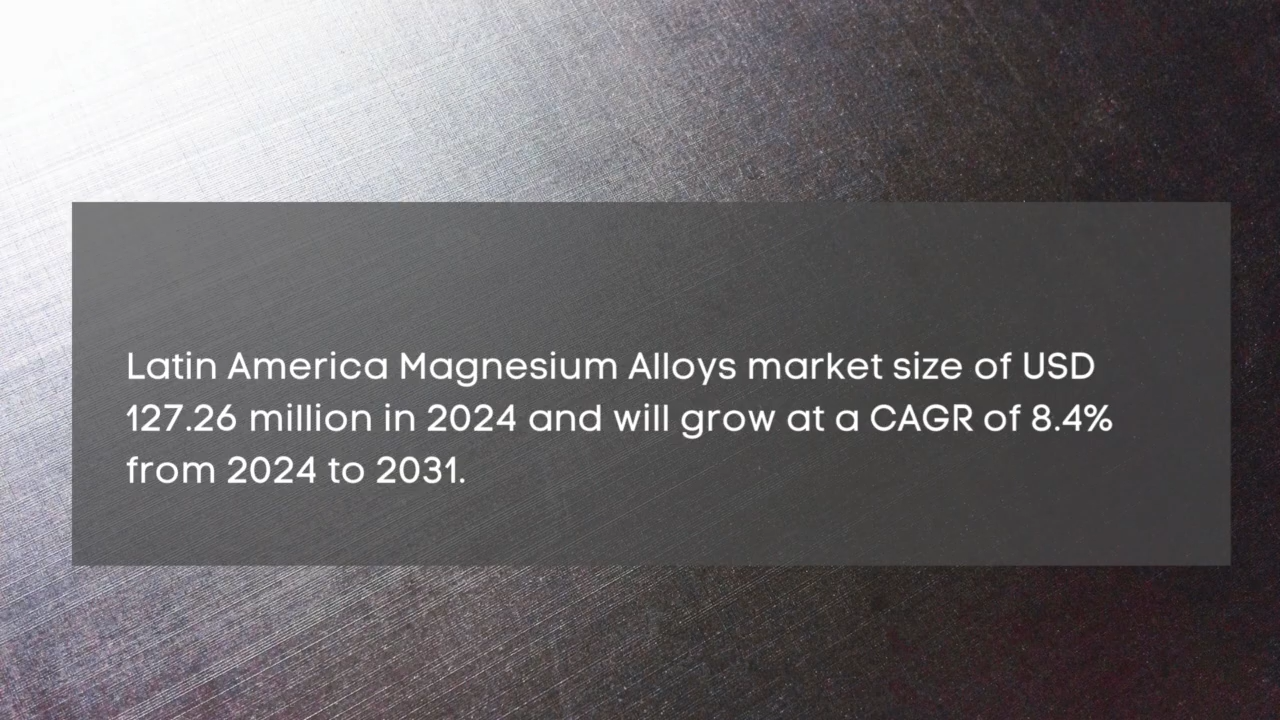 Latin America Magnesium Alloys market size of USD
127.26 million in 2024 and will grow at a CAGR of 8.4%
from 2024 to 2031.